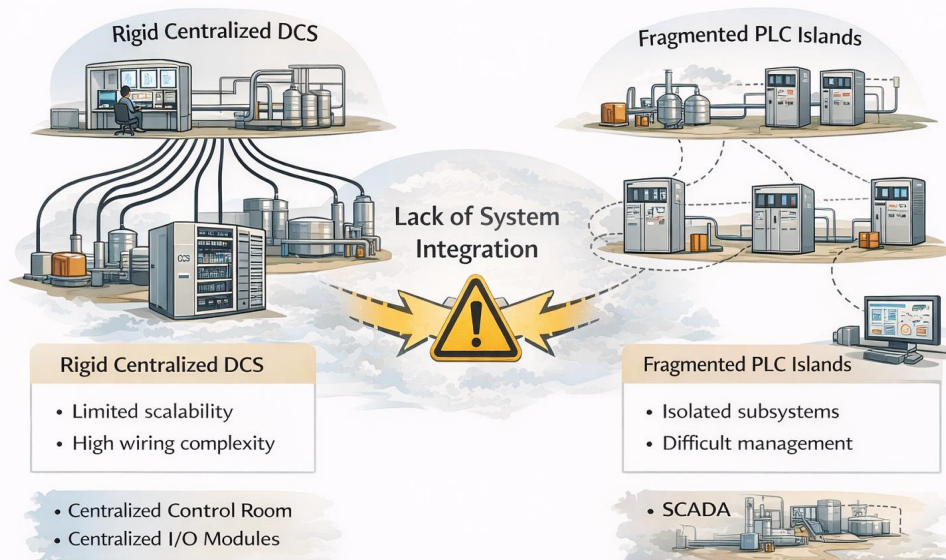 Rigid Centralized DCS
Fragmented PLC Islands
Lack of System
Integration
CCS
Rigid Centralized DCS
• Limited scalability
• High wiring complexity
Fragmented PLC Islands
• Isolated subsystems
• Difficult management
• Centralized Control Room
• Centralized I/O Modules
• SCADA